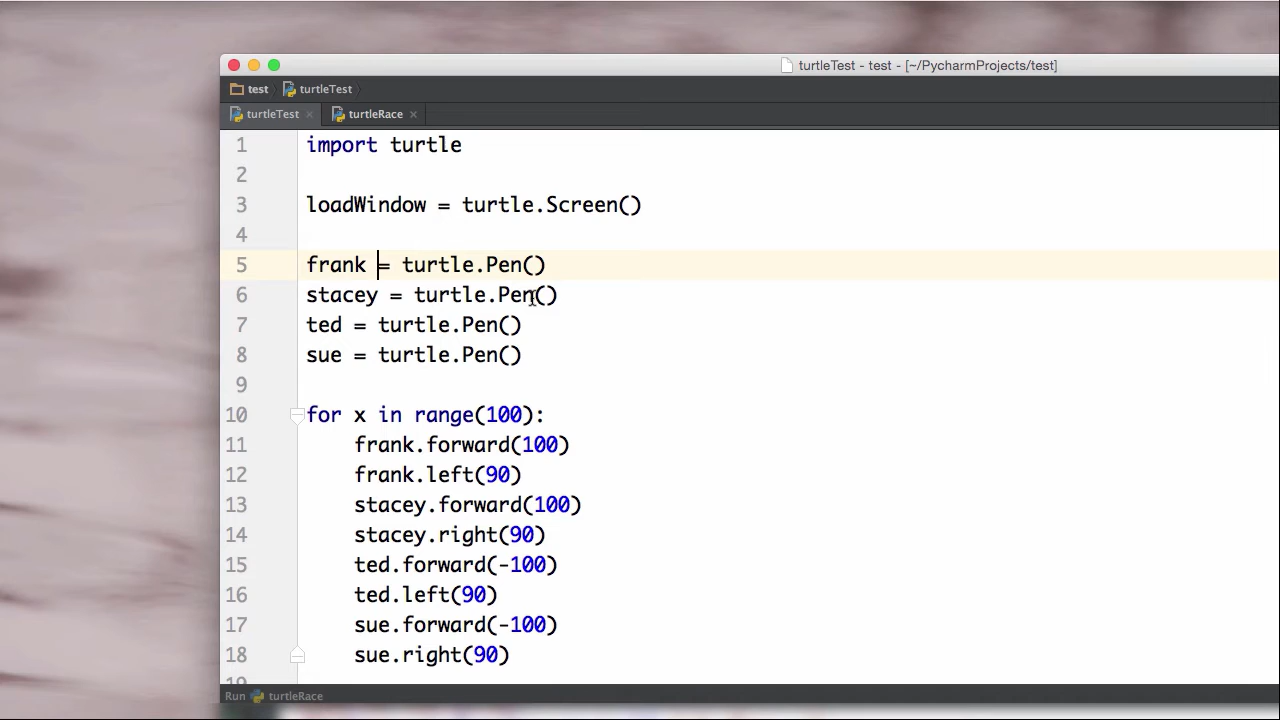 turtleTest - test - [~/PycharmProjects/test]
test turtleTest
turtleTest turtleRace
1 import turtle
2
3 loadWindow = turtle.Screen()
4
5 frank = turtle.Pen()
6 stacey = turtle.Pen()
7 ted = turtle.Pen()
8 sue = turtle.Pen()
9
10 for x in range(100):
11 frank.forward(100)
12 frank.left(90)
13 stacey.forward(100)
14 stacey.right(90)
15 ted.forward(-100)
16 ted.left(90)
17 sue.forward(-100)
18 sue.right(90)
Run turtleRace